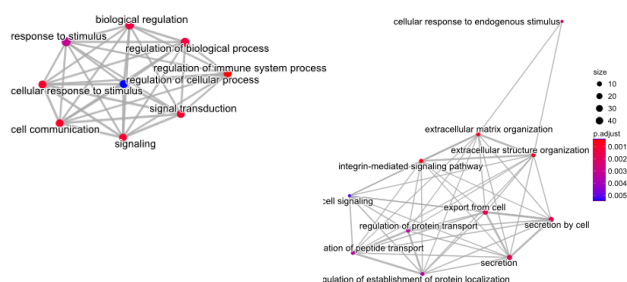 biological regulation
response to stimulus
regulation of biological process
regulation of immune system process
regulation of cellular process
cellular response to stimulus
signal transduction
cell communication
signaling
cellular response to endogenous stimulus
extracellular matrix organization
extracellular structure organization
integrin-mediated signaling pathway
cell signaling
export from cell
secretion by cell
regulation of protein transport
ation of peptide transport
secretion
gulation of establishment of protein localization
size
10
20
30
40
p.adjust
0.001
0.002
0.003
0.004
0.005